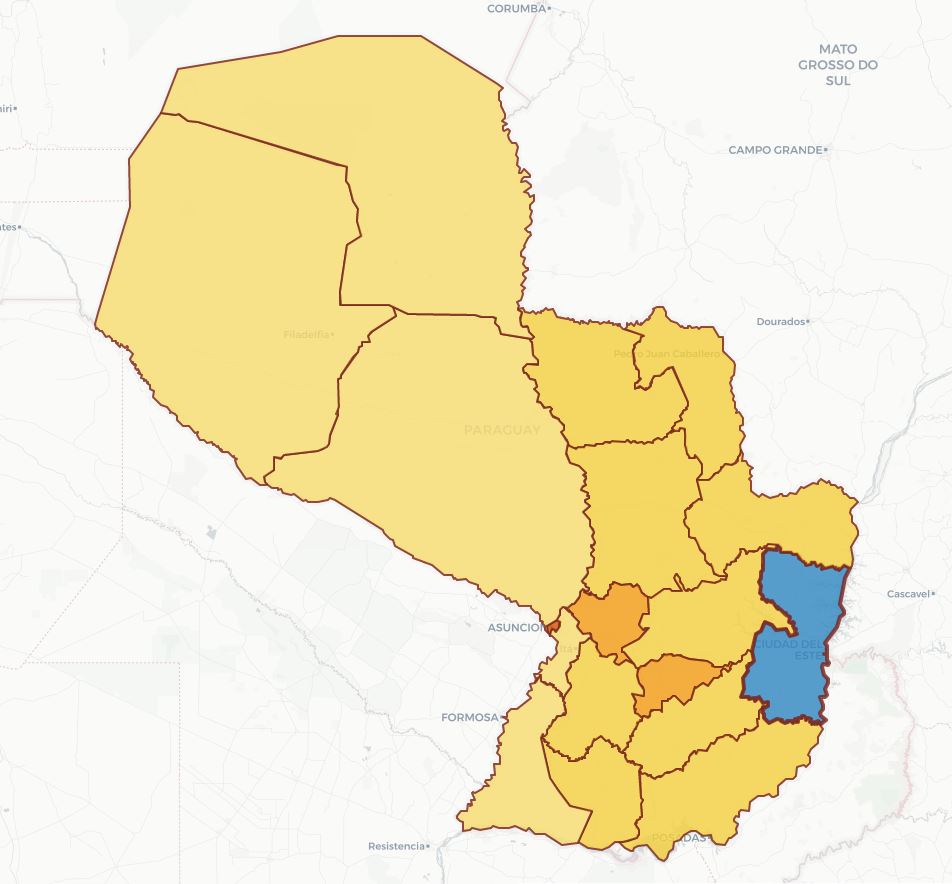 CORUMBA
MATO
GROSSO DO
SUL
CAMPO GRANDE
Dourados
Filadelfia
Pedro Juan Caballero
PARAGUAY
Cascavel
ASUNCION
Itá
CIUDAD DEL
ESTE
FORMOSA
POSADAS
Resistencia